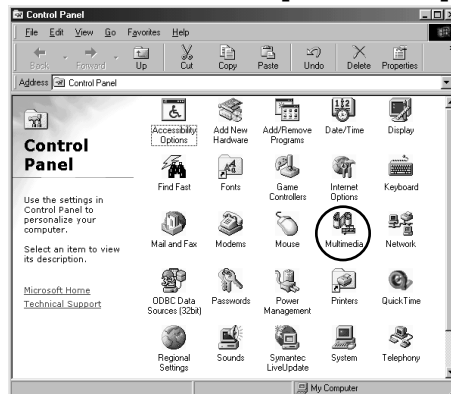 Control Panel
File Edit View Go Favorites Help
Back Forward Up Cut Copy Paste Undo Delete Properties
Address Control Panel
Control
Panel
Use the settings in
Control Panel to
personalize your
computer.
Select an item to view
its description.
Microsoft Home
Technical Support
Accessibility
Options
Add New
Hardware
Add/Remove
Programs
Date/Time
Display
Find Fast
Fonts
Game
Controllers
Internet
Options
Keyboard
Mail and Fax
Modems
Mouse
Multimedia
Network
ODBC Data
Sources (32bit)
Passwords
Power
Management
Printers
QuickTime
Regional
Settings
Sounds
Symantec
LiveUpdate
System
Telephony
My Computer